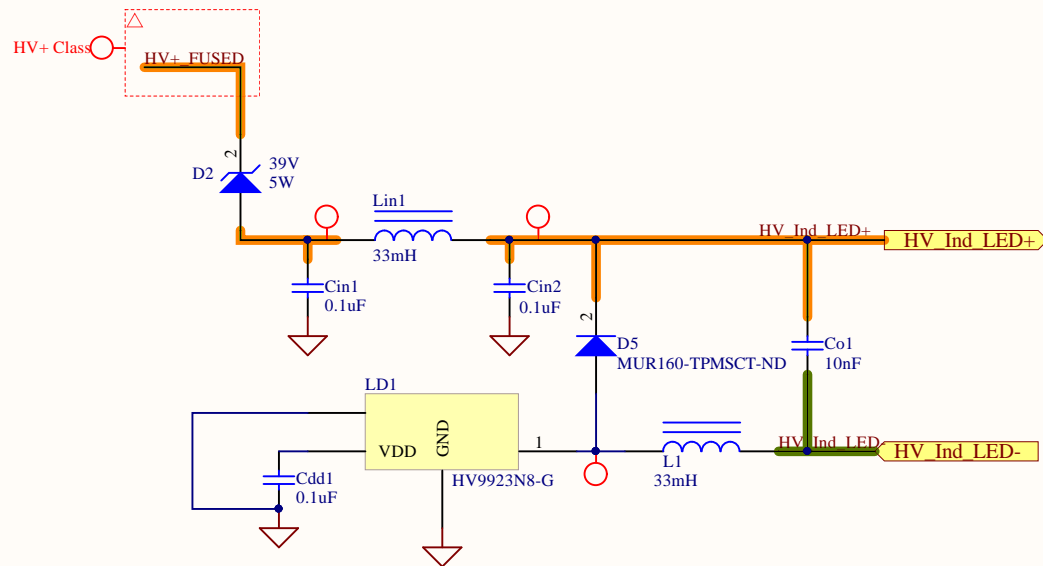 HV+ Class
HV+_FUSED
2
D2
39V
5W
Lin1
33mH
HV_Ind_LED+
HV_Ind_LED+
Cin1
0.1uF
Cin2
0.1uF
2
D5
MUR160-TPMSCT-ND
Co1
10nF
LD1
VDD
GND
1
HV9923N8-G
Cdd1
0.1uF
L1
33mH
HV_Ind_LED-
HV_Ind_LED-